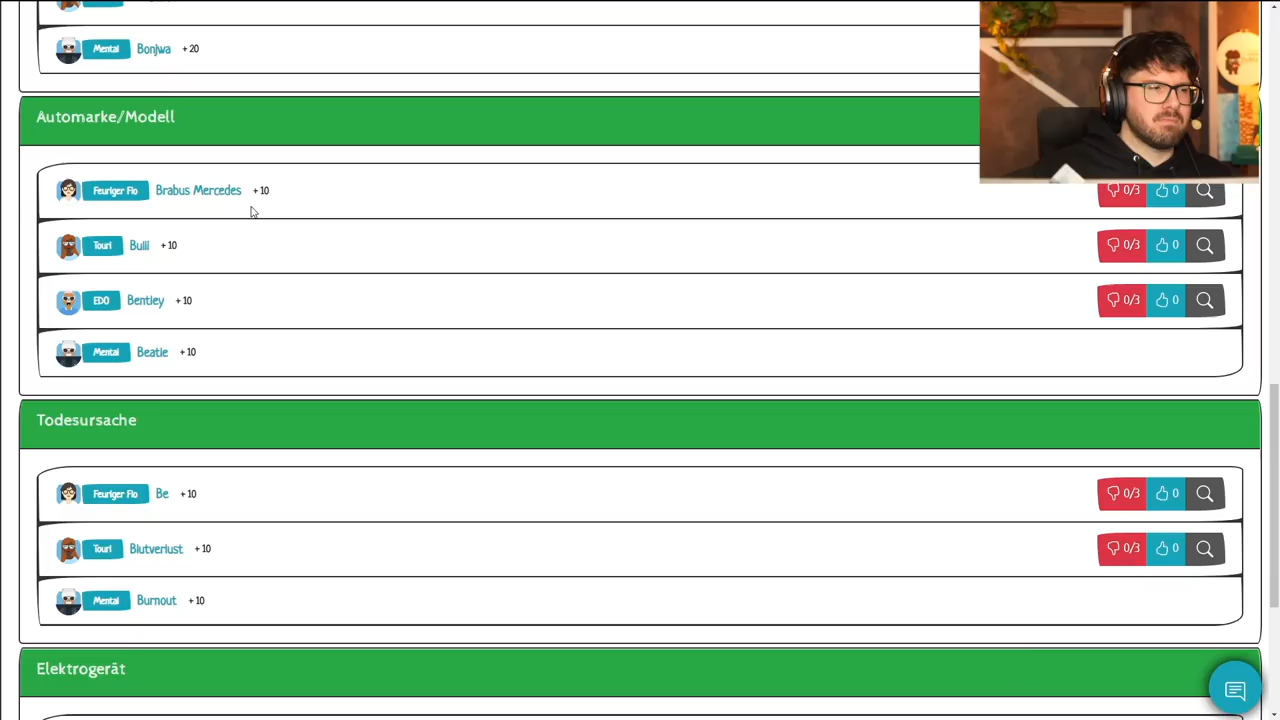 Mental Bonjwa +20
Automarke/Modell
Feuriger Flo Brabus Mercedes +10
0/3 0
Touri Bulli +10
0/3 0
EDO Bentley +10
0/3 0
Mental Beatle +10
Todesursache
Feuriger Flo Be +10
0/3 0
Touri Blutverlust +10
0/3 0
Mental Burnout +10
Elektrogerät